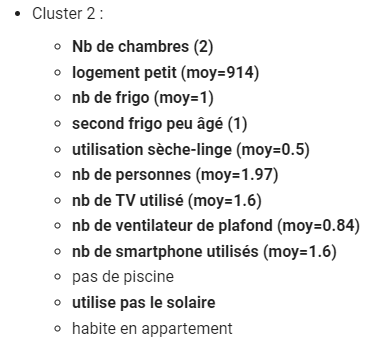 Cluster 2 :
Nb de chambres (2)
logement petit (moy=914)
nb de frigo (moy=1)
second frigo peu âgé (1)
utilisation sèche-linge (moy=0.5)
nb de personnes (moy=1.97)
nb de TV utilisé (moy=1.6)
nb de ventilateur de plafond (moy=0.84)
nb de smartphone utilisés (moy=1.6)
pas de piscine
utilise pas le solaire
habite en appartement